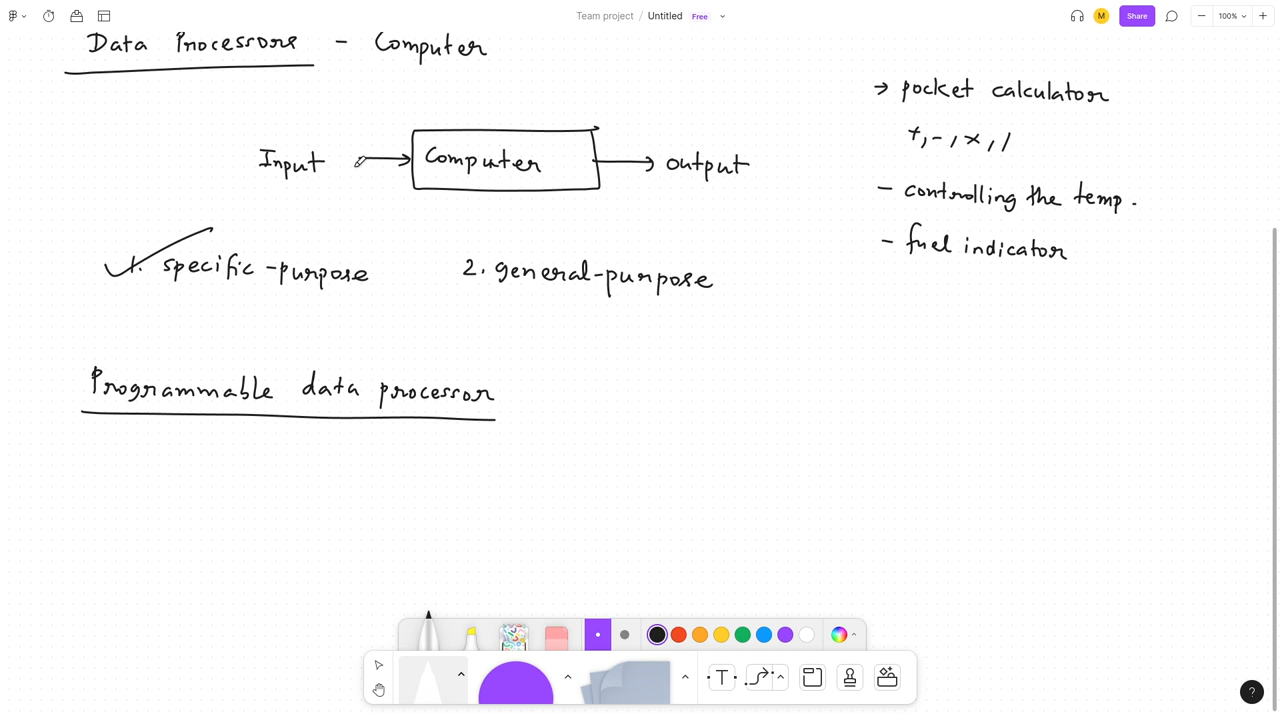 Team project / Untitled Free
M
Share
100%
Data Processors - Computer
Input
Computer
output
1. specific-purpose
2. general-purpose
Programmable data processor
→ pocket calculator
+, -, ×, /
- controlling the temp.
- fuel indicator
T
?